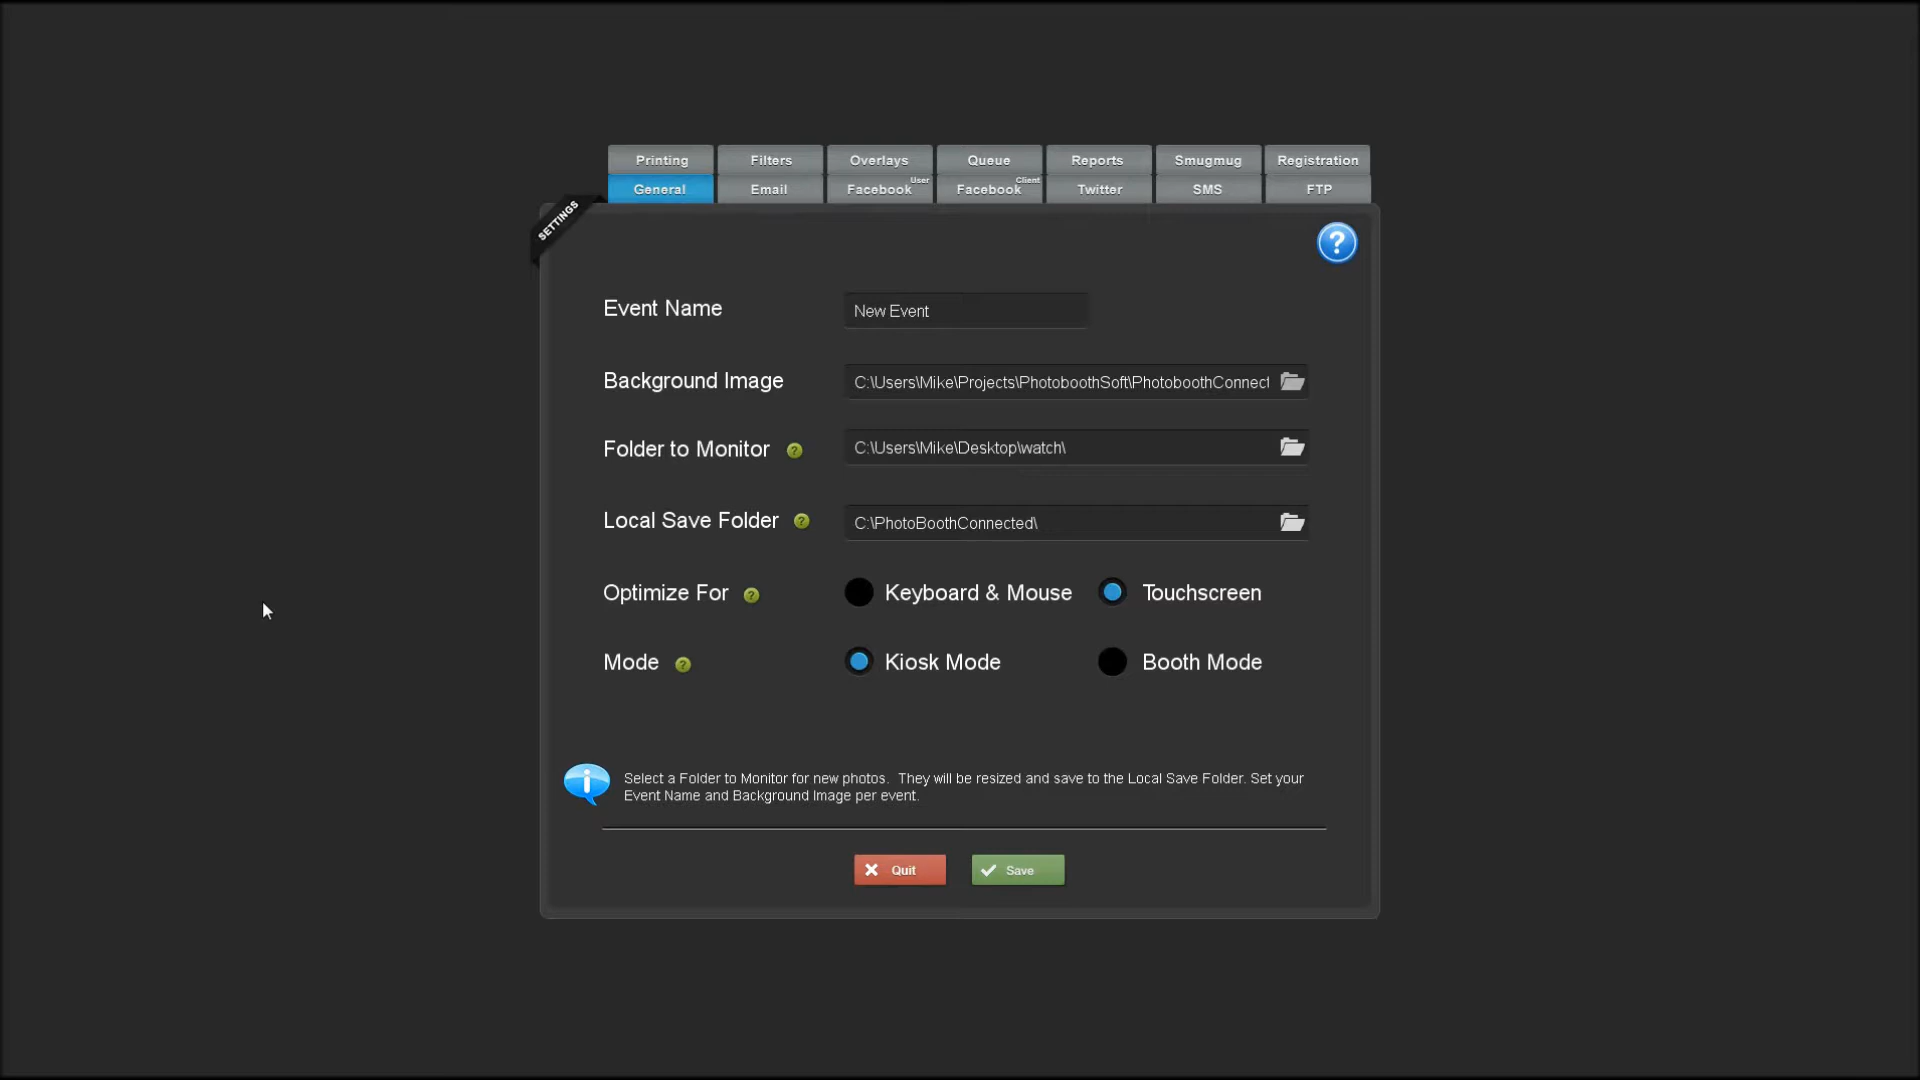 Printing Filters Overlays Queue Reports Smugmug Registration
General Email Facebook User Facebook Client Twitter SMS FTP
SETTINGS
?
Event Name New Event
Background Image C:\Users\Mike\Projects\PhotoboothSoft\PhotoboothConnect
Folder to Monitor ? C:\Users\Mike\Desktop\watch\
Local Save Folder ? C:\PhotoBoothConnected\
Optimize For ? Keyboard & Mouse Touchscreen
Mode ? Kiosk Mode Booth Mode
Select a Folder to Monitor for new photos. They will be resized and save to the Local Save Folder. Set your
Event Name and Background Image per event.
Quit Save